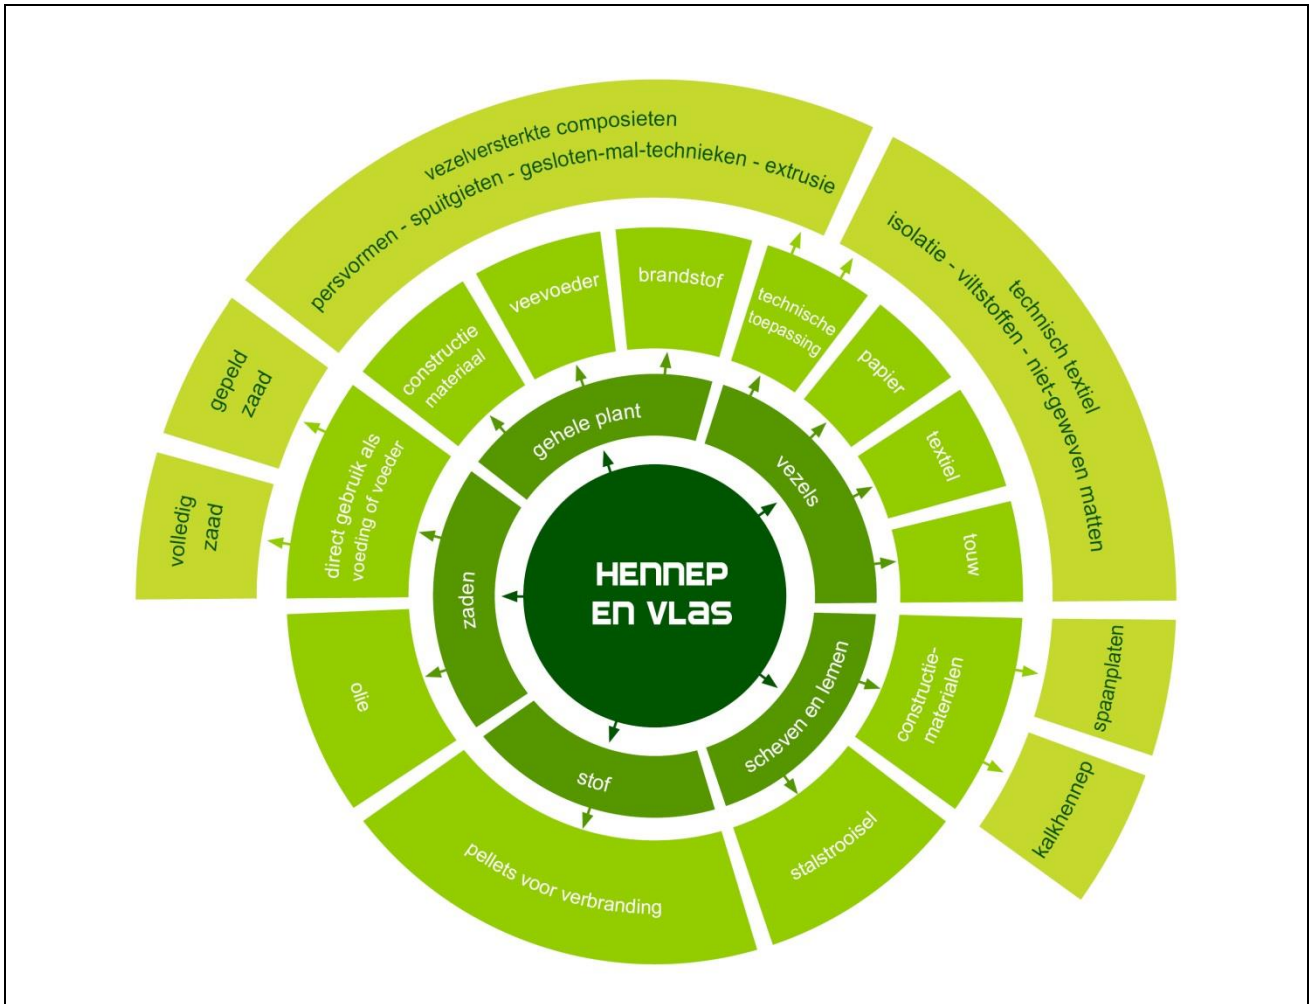 vezelversterkte composieten
persvormen - spuitgieten - gesloten-mal-technieken - extrusie
technisch textiel
isolatie - viltstoffen - niet-geweven matten
gepeld
zaad
volledig
zaad
constructie
materiaal
veevoeder
brandstof
technische
toepassing
papier
textiel
touw
direct gebruik als
voeding of voeder
olie
pellets voor verbranding
stalstrooisel
constructie-
materialen
spaanplaten
kalkhennep
gehele plant
vezels
scheven en lemen
stof
zaden
HENNEP
EN VLAS